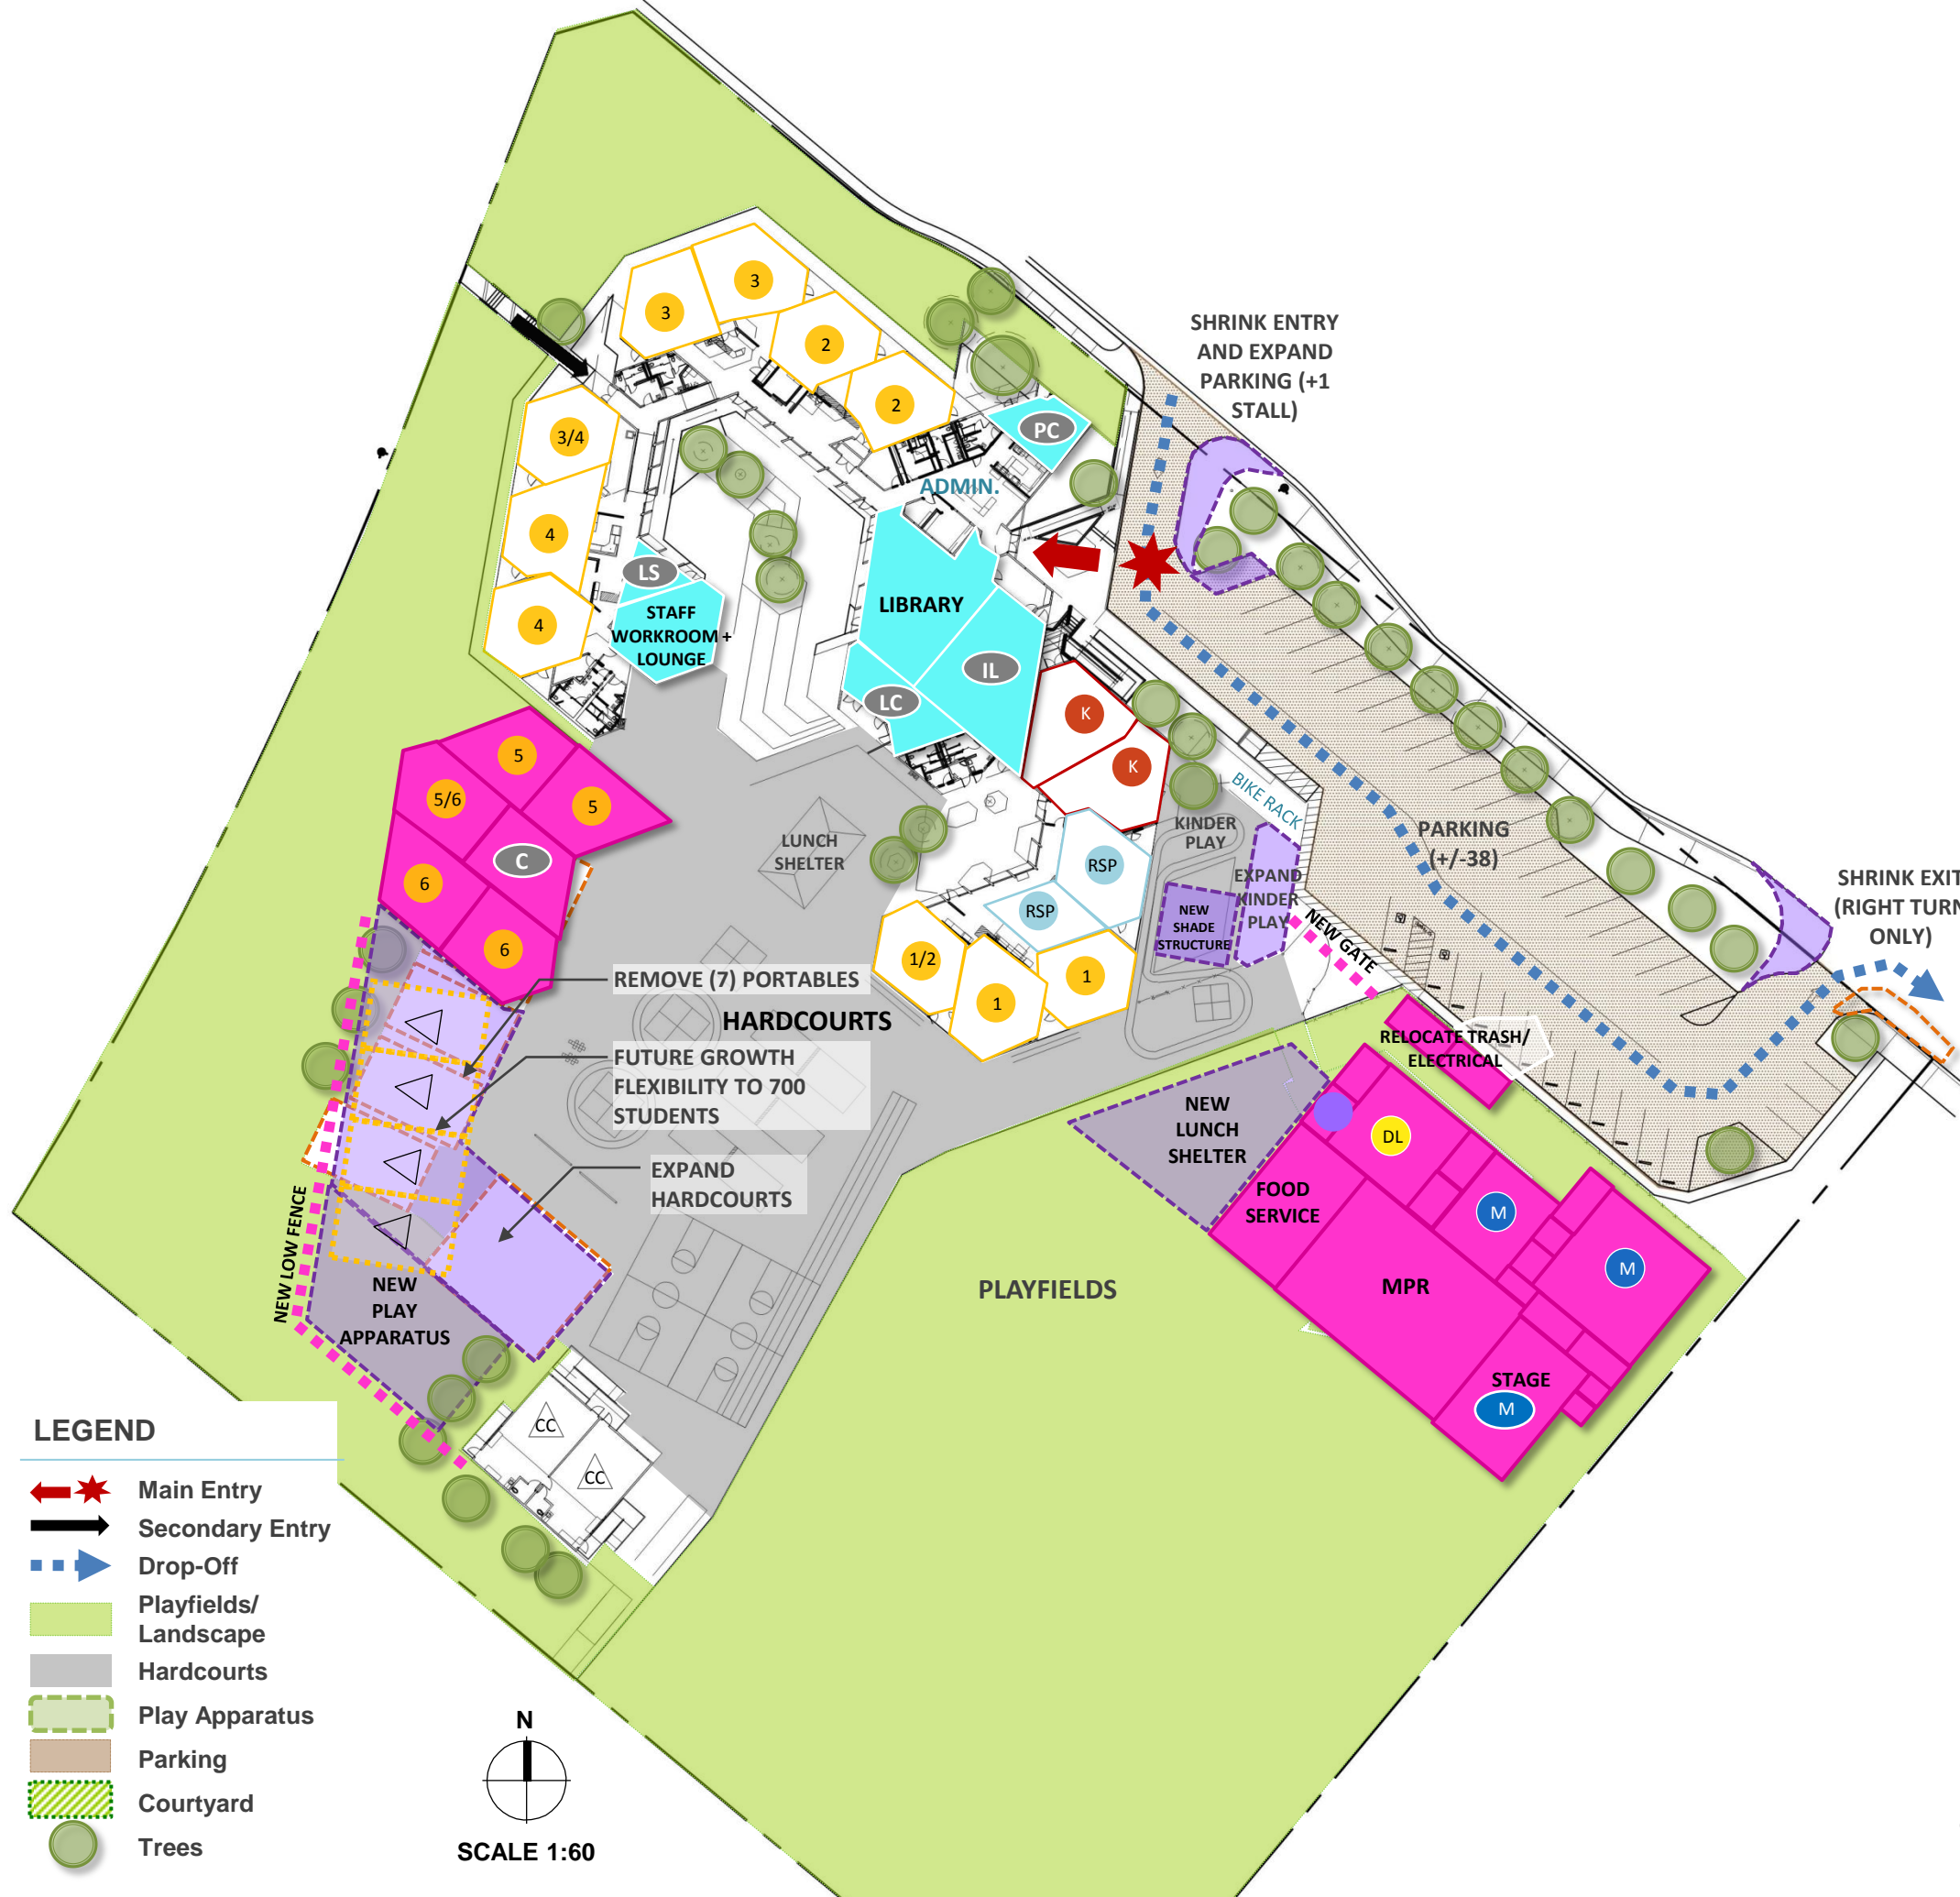 SHRINK ENTRY
AND EXPAND
PARKING (+1
STALL)
3
3
2
2
PC
3/4
ADMIN.
4
LS
LIBRARY
STAFF
WORKROOM +
LOUNGE
4
IL
LC
K
K
5
5/6
5
C
6
6
LUNCH
SHELTER
KINDER
PLAY
BIKE RACK
PARKING
(+/-38)
RSP
RSP
EXPAND
KINDER
PLAY
NEW
SHADE
STRUCTURE
NEW GATE
SHRINK EXIT
(RIGHT TURN
ONLY)
1/2
1
1
REMOVE (7) PORTABLES
HARDCOURTS
FUTURE GROWTH
FLEXIBILITY TO 700
STUDENTS
EXPAND
HARDCOURTS
RELOCATE TRASH/
ELECTRICAL
NEW
LUNCH
SHELTER
DL
FOOD
SERVICE
M
M
MPR
STAGE
M
PLAYFIELDS
NEW LOW FENCE
NEW
PLAY
APPARATUS
CC
CC
LEGEND
Main Entry
Secondary Entry
Drop-Off
Playfields/
Landscape
Hardcourts
Play Apparatus
Parking
Courtyard
Trees
N
SCALE 1:60